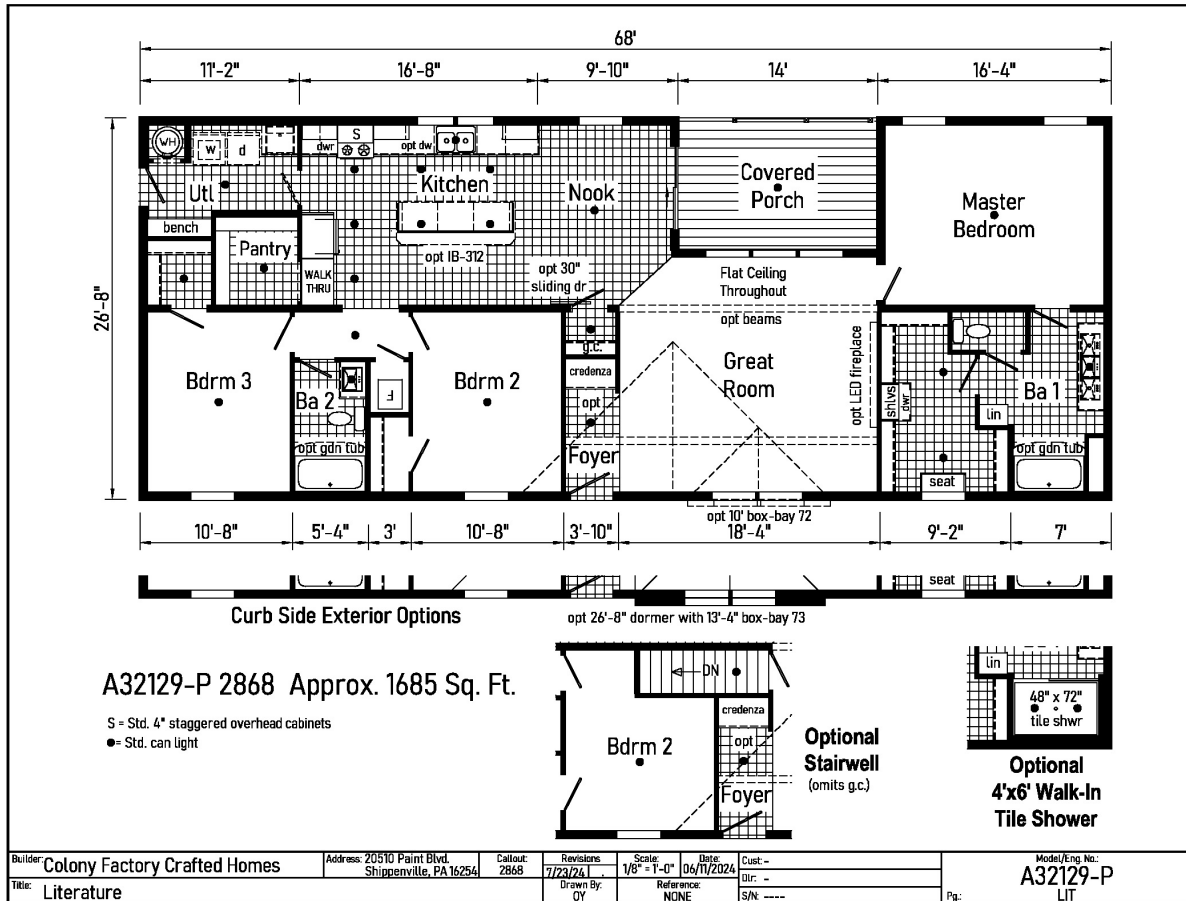 68'
11'-2" 16'-8" 9'-10" 14' 16'-4"
26'-8"
WH
w d
S
dwr
opt dw
Utl
Kitchen
Nook
Covered
Porch
Master
Bedroom
bench
Pantry
WALK
THRU
opt IB-312
opt 30"
sliding dr
Flat Ceiling
Throughout
opt beams
g.c.
Bdrm 3
Ba 2
F
Bdrm 2
credenza
opt
Foyer
Great
Room
opt LED fireplace
shlvs
dwr
lin
Ba 1
opt gdn tub
opt gdn tub
seat
opt 10' box-bay 72
10'-8" 5'-4" 3' 10'-8" 3'-10" 18'-4" 9'-2" 7'
seat
Curb Side Exterior Options
opt 26'-8" dormer with 13'-4" box-bay 73
A32129-P 2868 Approx. 1685 Sq. Ft.
S = Std. 4" staggered overhead cabinets
●= Std. can light
DN
credenza
Bdrm 2
opt
Foyer
Optional
Stairwell
(omits g.c.)
lin
48" x 72"
tile shwr
Optional
4'x6' Walk-In
Tile Shower
Builder: Colony Factory Crafted Homes
Address: 20510 Paint Blvd.
Shippenville, PA 16254
Callout:
2868
Revisions
7/23/24 .
Scale:
1/8" = 1'-0"
Date:
06/11/2024
Cust: -
Dlr: -
S/N: ----
Model/Eng. No.:
A32129-P
Title: Literature
Drawn By:
OY
Reference:
NONE
Pg.: LIT